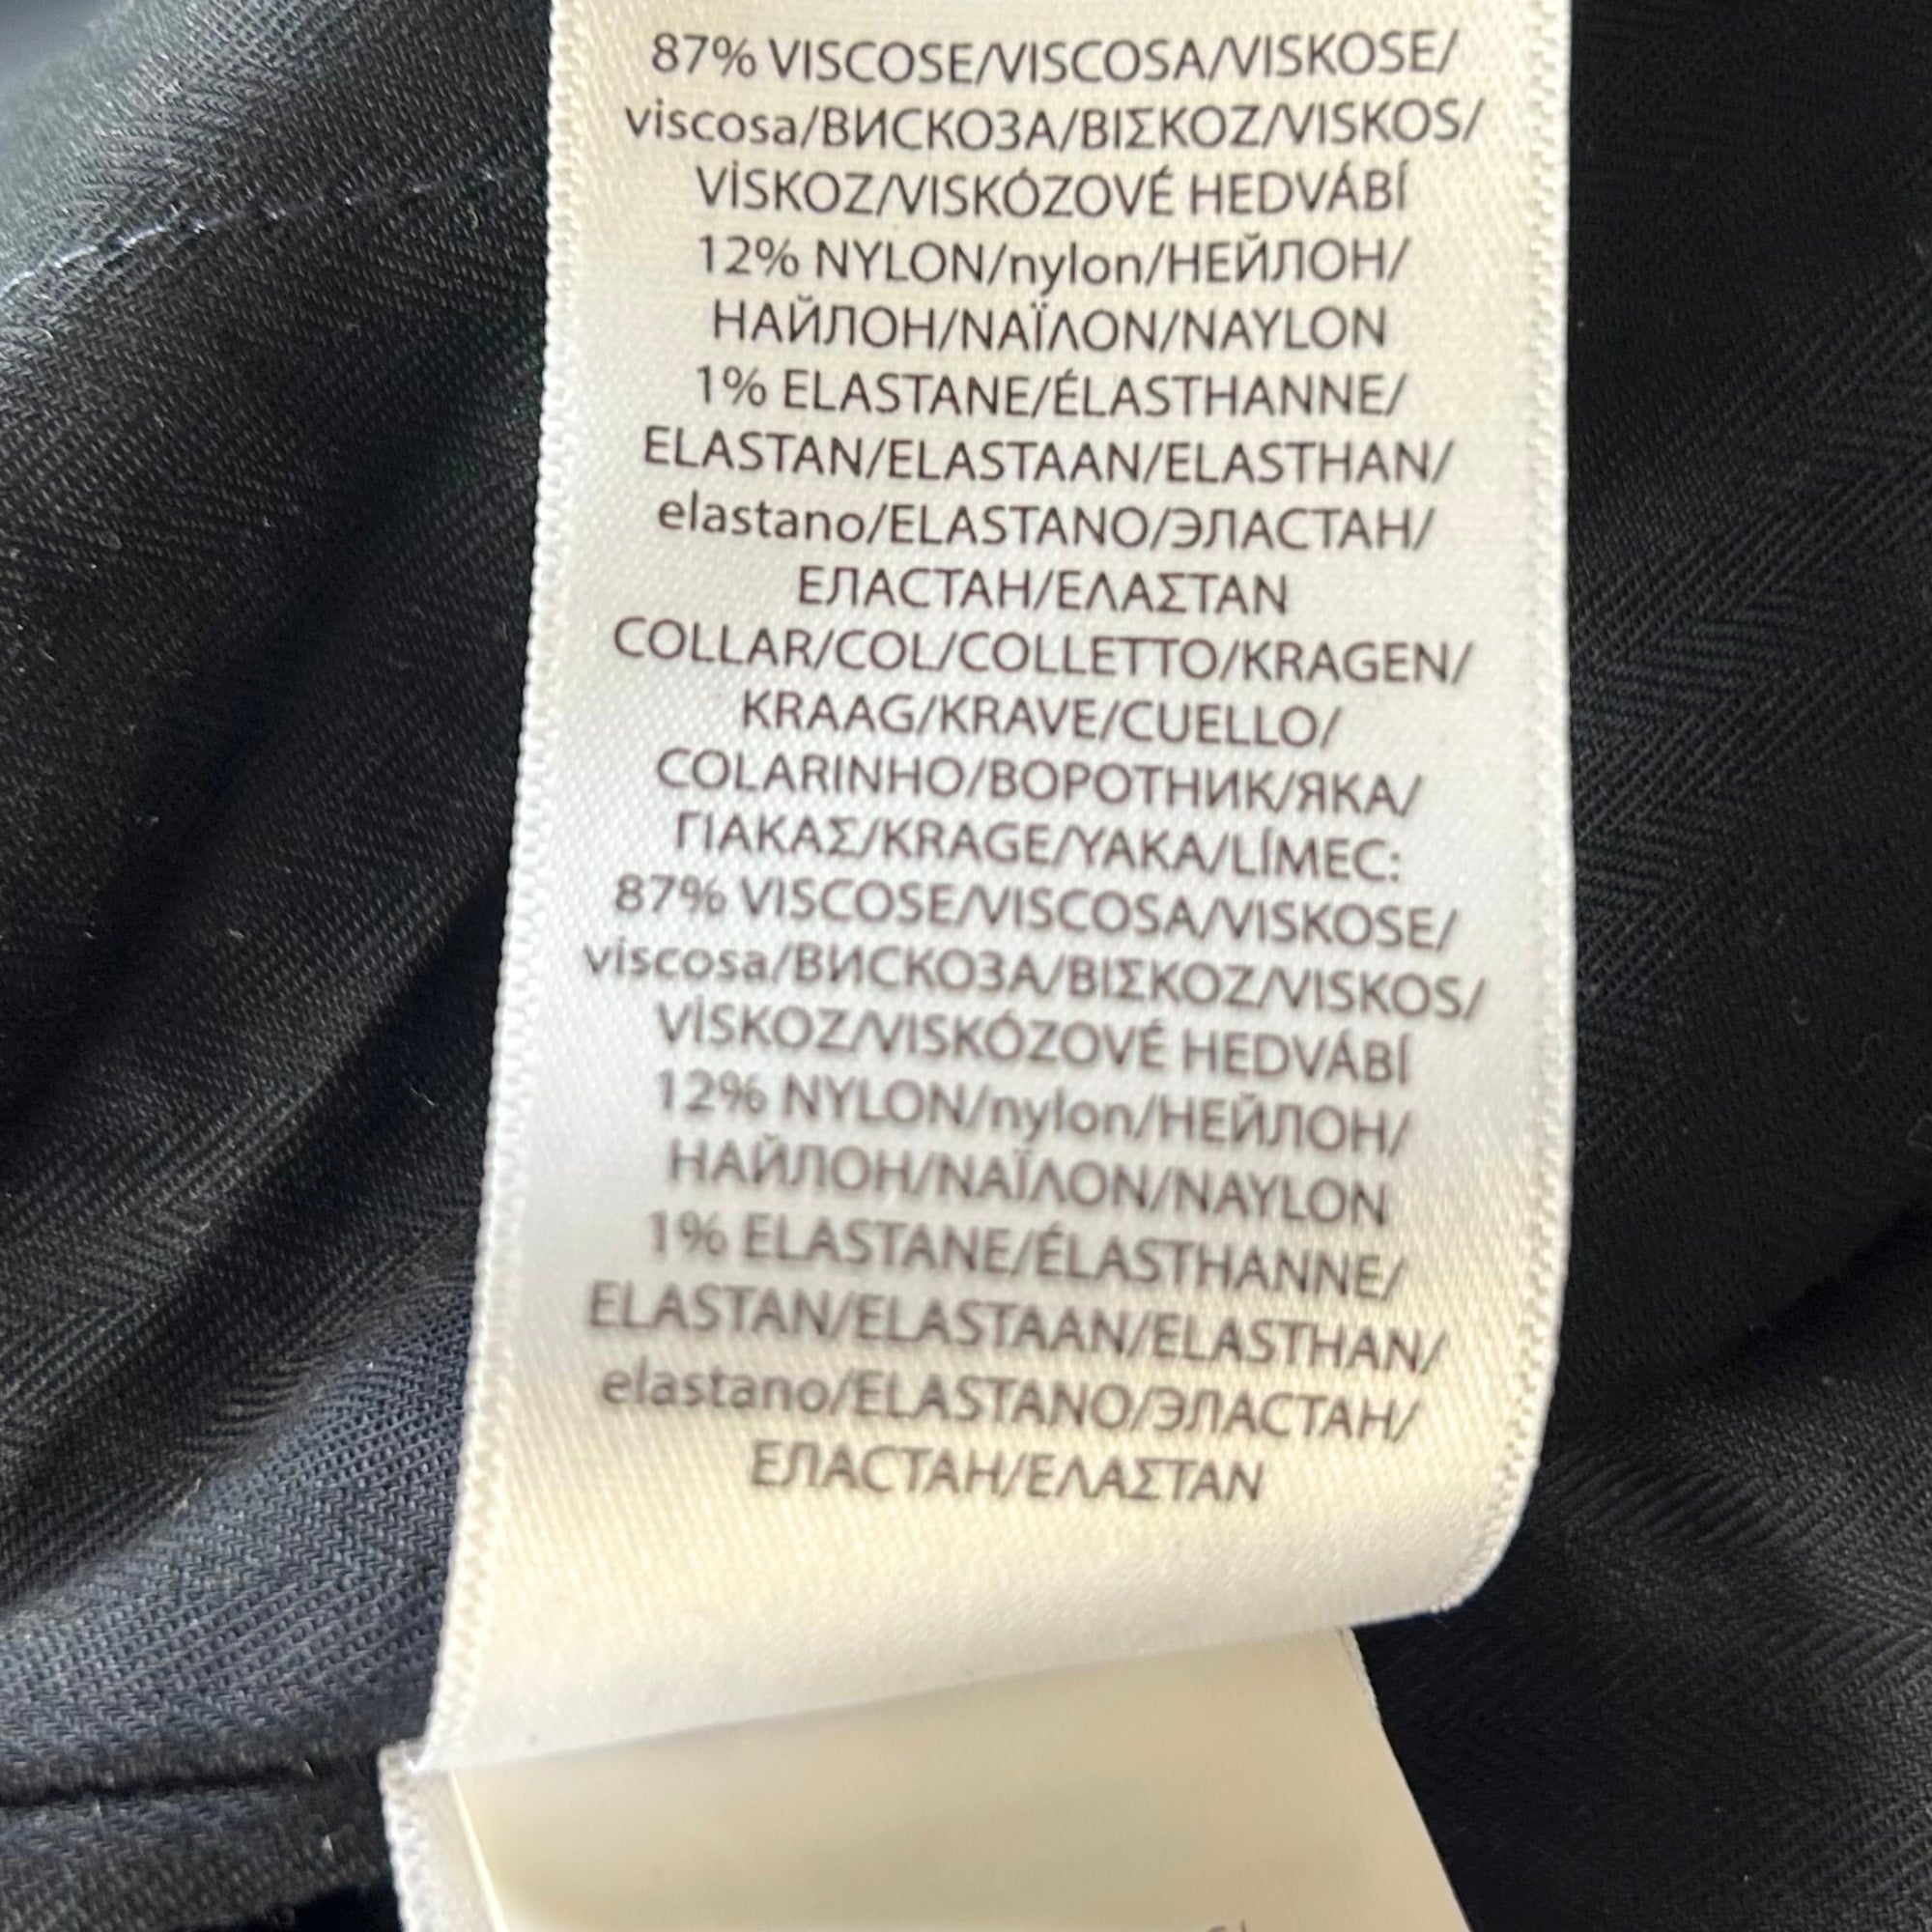 87% VISCOSE/VISCOSA/VISKOSE/
viscosa/ВИСКОЗА/ΒΙΣΚΟΖ/VISKOS/
VİSKOZ/VISKÓZOVÉ HEDVÁBÍ
12% NYLON/nylon/НЕЙЛОН/
НАЙЛОН/ΝΑΪΛΟΝ/NAYLON
1% ELASTANE/ÉLASTHANNE/
ELASTAN/ELASTAAN/ELASTHAN/
elastano/ELASTANO/ЭЛАСТАН/
ЕЛАСТАН/ΕΛΑΣΤΑΝ
COLLAR/COL/COLLETTO/KRAGEN/
KRAAG/KRAVE/CUELLO/
COLARINHO/ВОРОТНИК/ЯКА/
ΓΙΑΚΑΣ/KRAGE/YAKA/LÍMEC:
87% VISCOSE/VISCOSA/VISKOSE/
viscosa/ВИСКОЗА/ΒΙΣΚΟΖ/VISKOS/
VİSKOZ/VISKÓZOVÉ HEDVÁBÍ
12% NYLON/nylon/НЕЙЛОН/
НАЙЛОН/ΝΑΪΛΟΝ/NAYLON
1% ELASTANE/ÉLASTHANNE/
ELASTAN/ELASTAAN/ELASTHAN/
elastano/ELASTANO/ЭЛАСТАН/
ЕЛАСТАН/ΕΛΑΣΤΑΝ